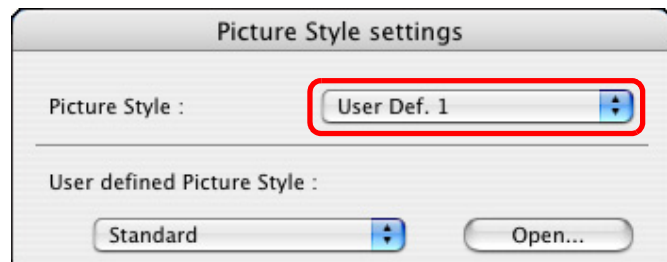 Picture Style settings
Picture Style : User Def. 1
User defined Picture Style :
Standard Open...